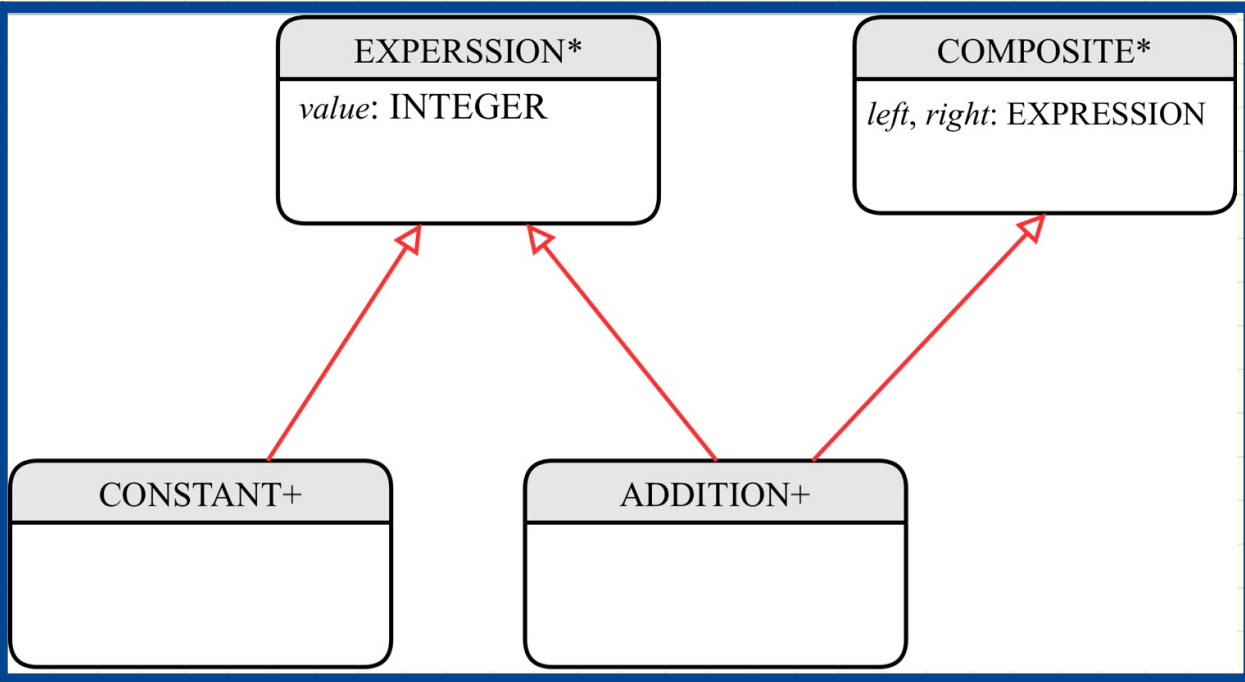 EXPERSSION*
value: INTEGER
COMPOSITE*
left, right: EXPRESSION
CONSTANT+
ADDITION+